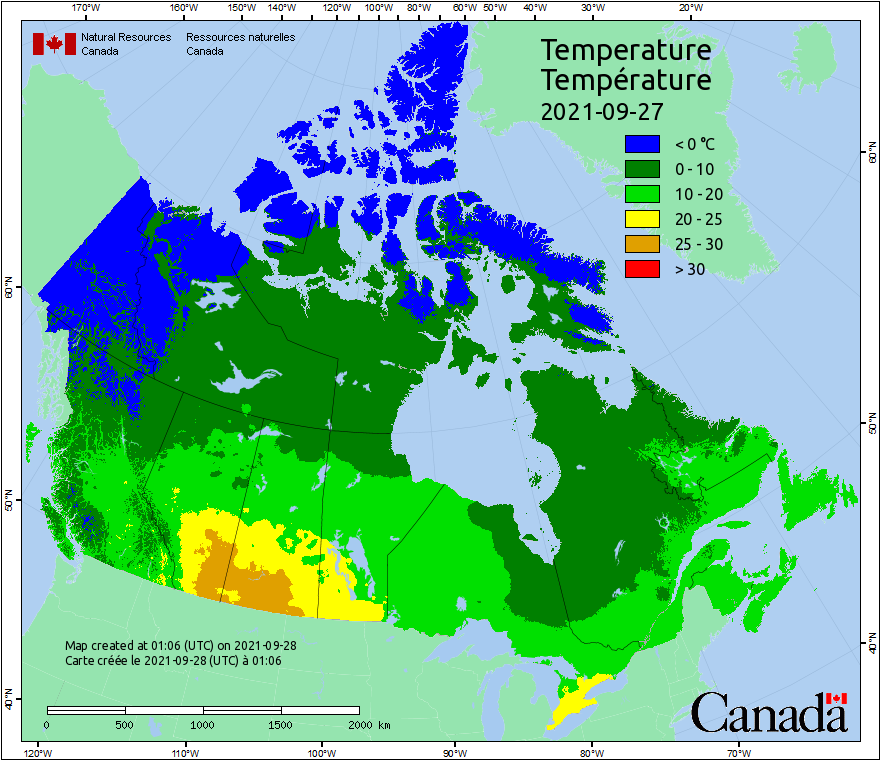 170°W 160°W 150°W 140°W 130°W 120°W 110°W 100°W 90°W 80°W 60°W 50°W 40°W 30°W 20°W
Natural Resources Ressources naturelles
Canada Canada
Temperature
Température
2021-09-27
< 0 °C
0 - 10
10 - 20
20 - 25
25 - 30
> 30
60°N
60°N
50°N
50°N
40°N
40°N
Map created at 01:06 (UTC) on 2021-09-28
Carte créée le 2021-09-28 (UTC) à 01:06
0 500 1000 1500 2000 km
Canada
120°W 110°W 100°W 90°W 80°W 70°W